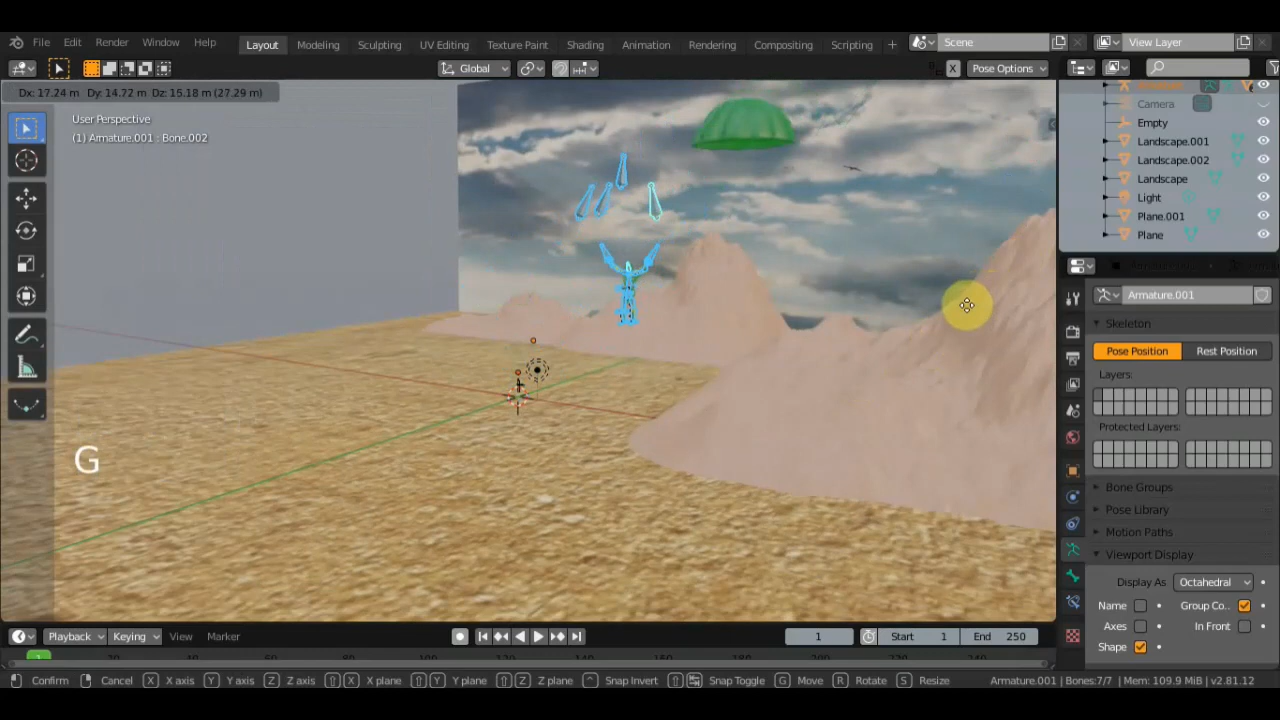 File Edit Render Window Help Layout Modeling Sculpting UV Editing Texture Paint Shading Animation Rendering Compositing Scripting + Scene View Layer
Global X Pose Options
Dx: 17.24 m Dy: 14.72 m Dz: 15.18 m (27.29 m)
User Perspective
(1) Armature.001 : Bone.002
Camera
Empty
Landscape.001
Landscape.002
Landscape
Light
Plane.001
Plane
Armature.001
Skeleton
Pose Position Rest Position
Layers:
Protected Layers:
G
Bone Groups
Pose Library
Motion Paths
Viewport Display
Display As Octahedral
Name Group Co..
Axes In Front
Shape
Playback Keying View Marker 1 Start 1 End 250
1
Confirm Cancel X X axis Y Y axis Z Z axis X X plane Y Y plane Z Z plane ^ Snap Invert Snap Toggle G Move R Rotate S Resize Armature.001 | Bones:7/7 | Mem: 109.9 MiB | v2.81.12